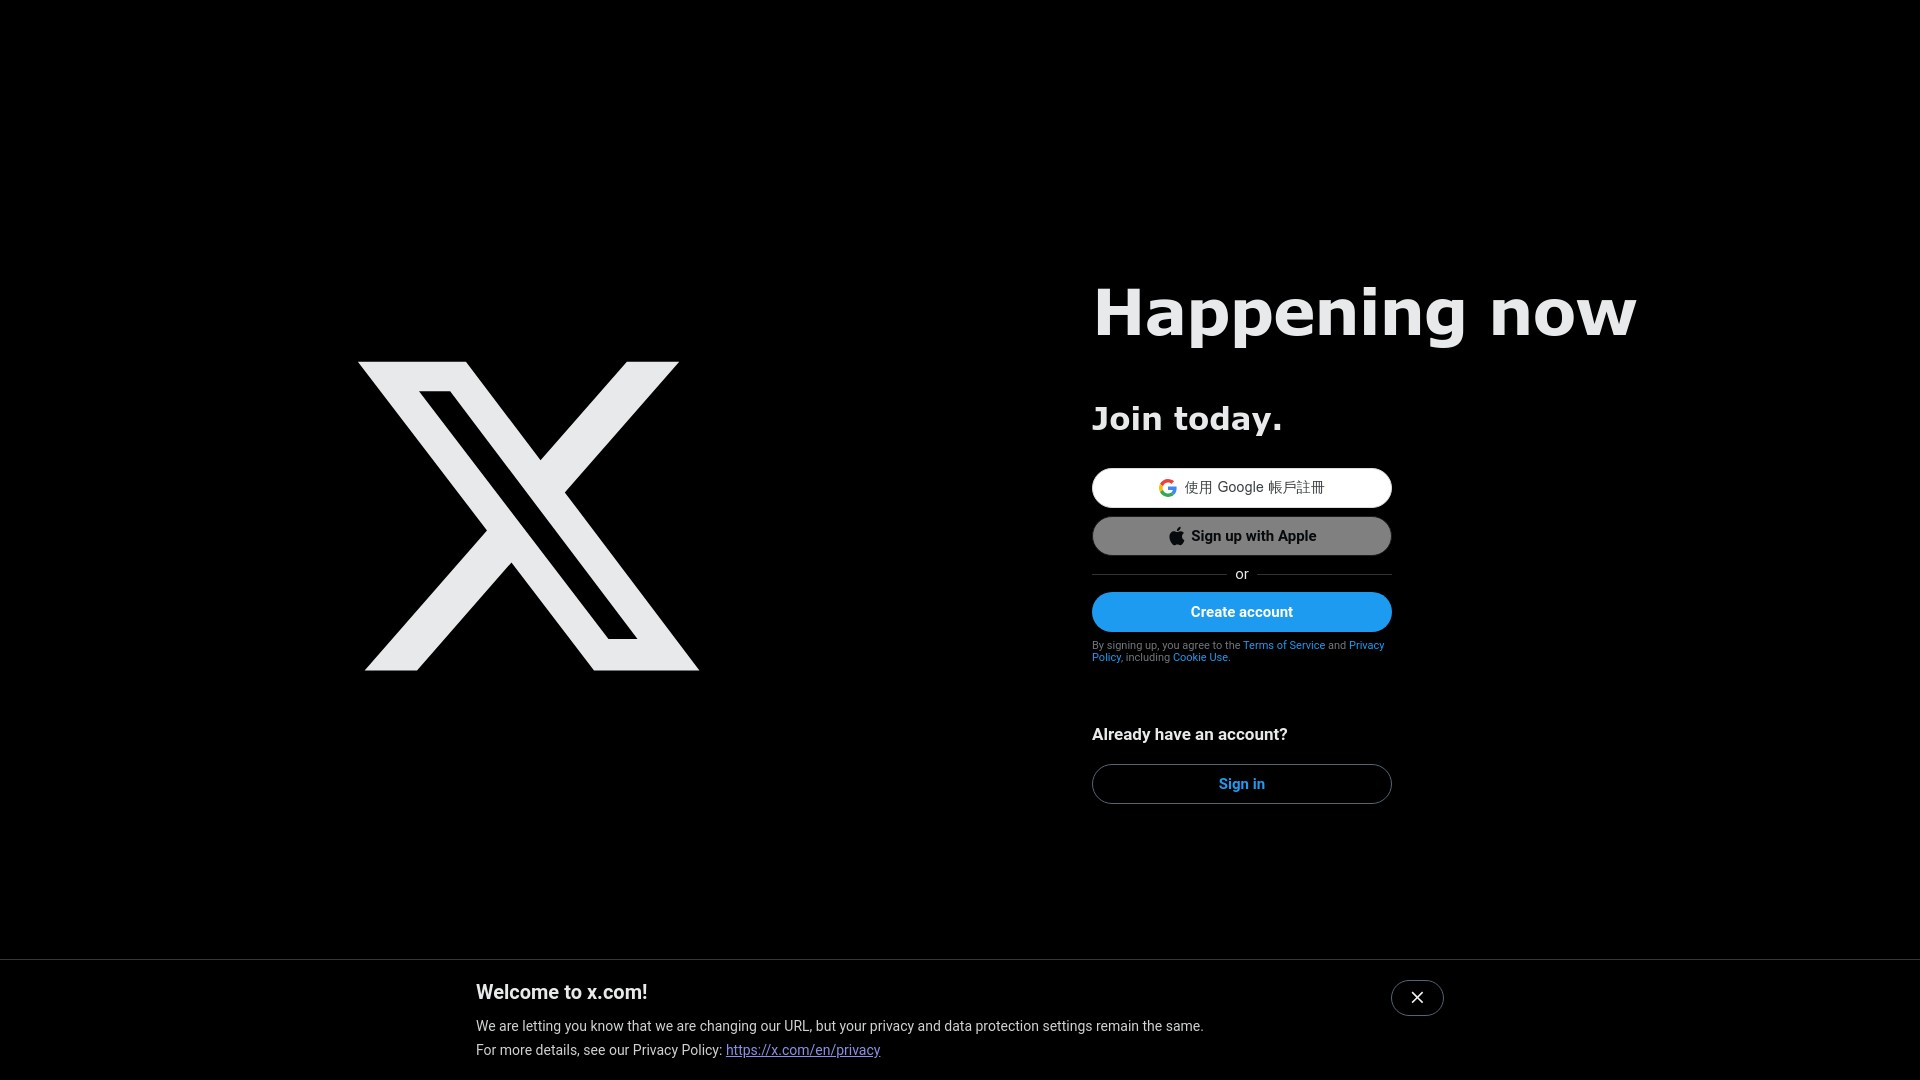 Happening now
Join today.
使用 Google 帳戶註冊
Sign up with Apple
or
Create account
By signing up, you agree to the Terms of Service and Privacy
Policy, including Cookie Use.
Already have an account?
Sign in
Welcome to x.com!
We are letting you know that we are changing our URL, but your privacy and data protection settings remain the same.
For more details, see our Privacy Policy: https://x.com/en/privacy